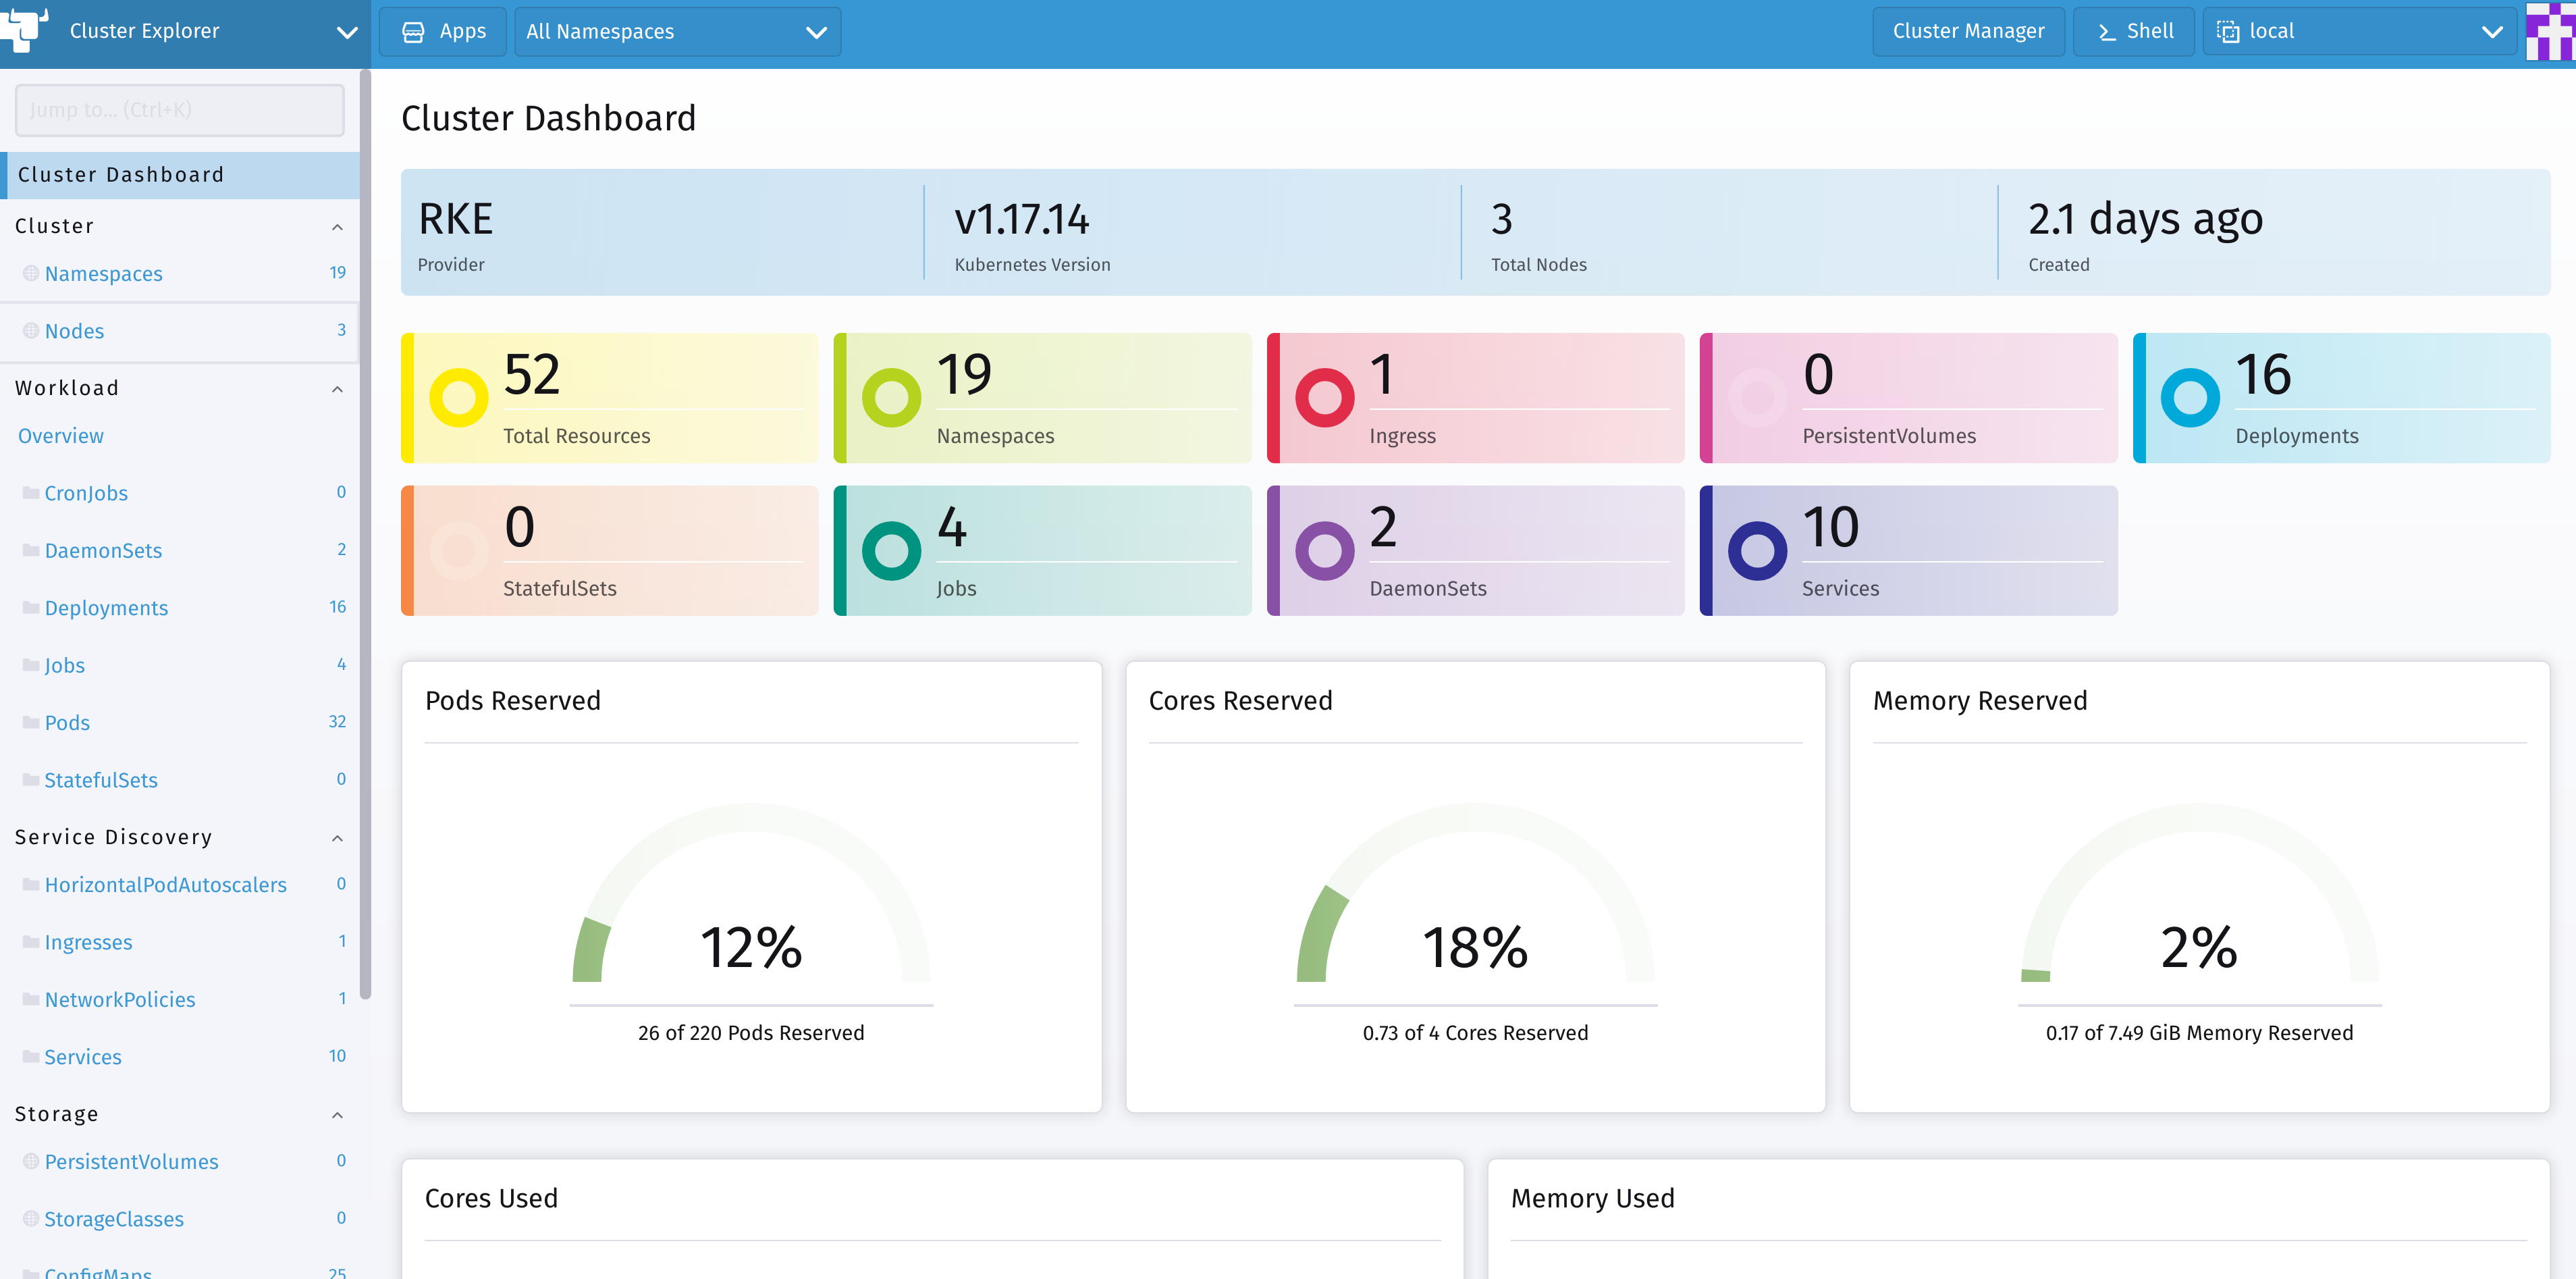 Cluster Explorer
Apps
All Namespaces
Cluster Manager
Shell
local
Jump to... (Ctrl+K)
Cluster Dashboard
Cluster
Namespaces 19
Nodes 3
Workload
Overview
CronJobs 0
DaemonSets 2
Deployments 16
Jobs 4
Pods 32
StatefulSets 0
Service Discovery
HorizontalPodAutoscalers 0
Ingresses 1
NetworkPolicies 1
Services 10
Storage
PersistentVolumes 0
StorageClasses 0
ConfigMaps 25
Cluster Dashboard
RKE
Provider
v1.17.14
Kubernetes Version
3
Total Nodes
2.1 days ago
Created
52
Total Resources
19
Namespaces
1
Ingress
0
PersistentVolumes
16
Deployments
0
StatefulSets
4
Jobs
2
DaemonSets
10
Services
Pods Reserved
12%
26 of 220 Pods Reserved
Cores Reserved
18%
0.73 of 4 Cores Reserved
Memory Reserved
2%
0.17 of 7.49 GiB Memory Reserved
Cores Used
Memory Used